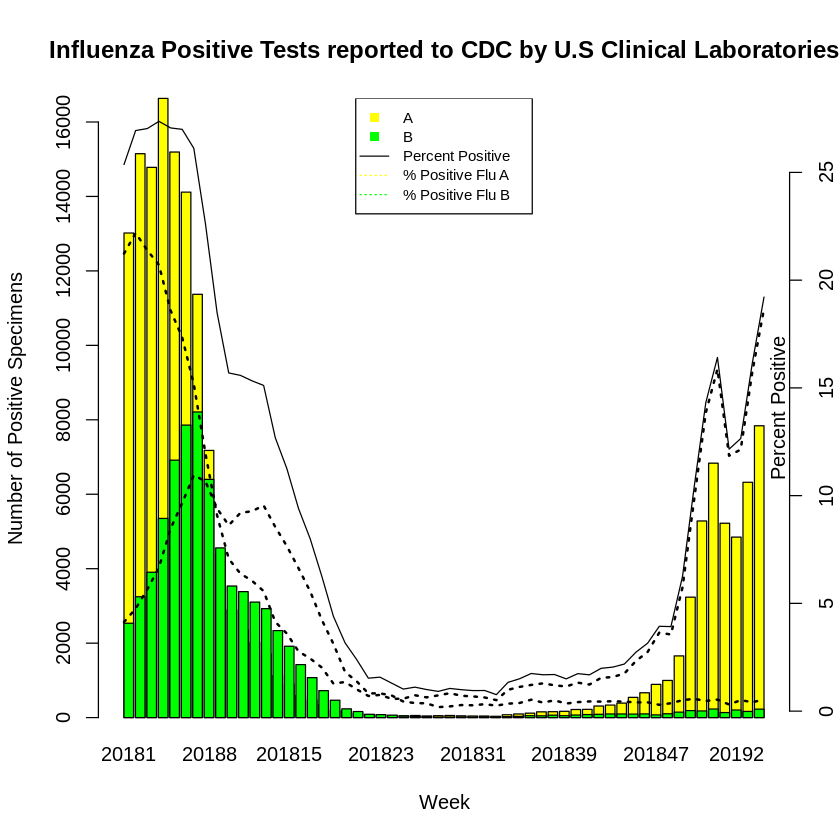 Influenza Positive Tests reported to CDC by U.S Clinical Laboratories
A
B
Percent Positive
% Positive Flu A
% Positive Flu B
Number of Positive Specimens
16000
14000
12000
10000
8000
6000
4000
2000
0
25
20
15
10
5
0
Percent Positive
20181 20188 201815 201823 201831 201839 201847 20192
Week